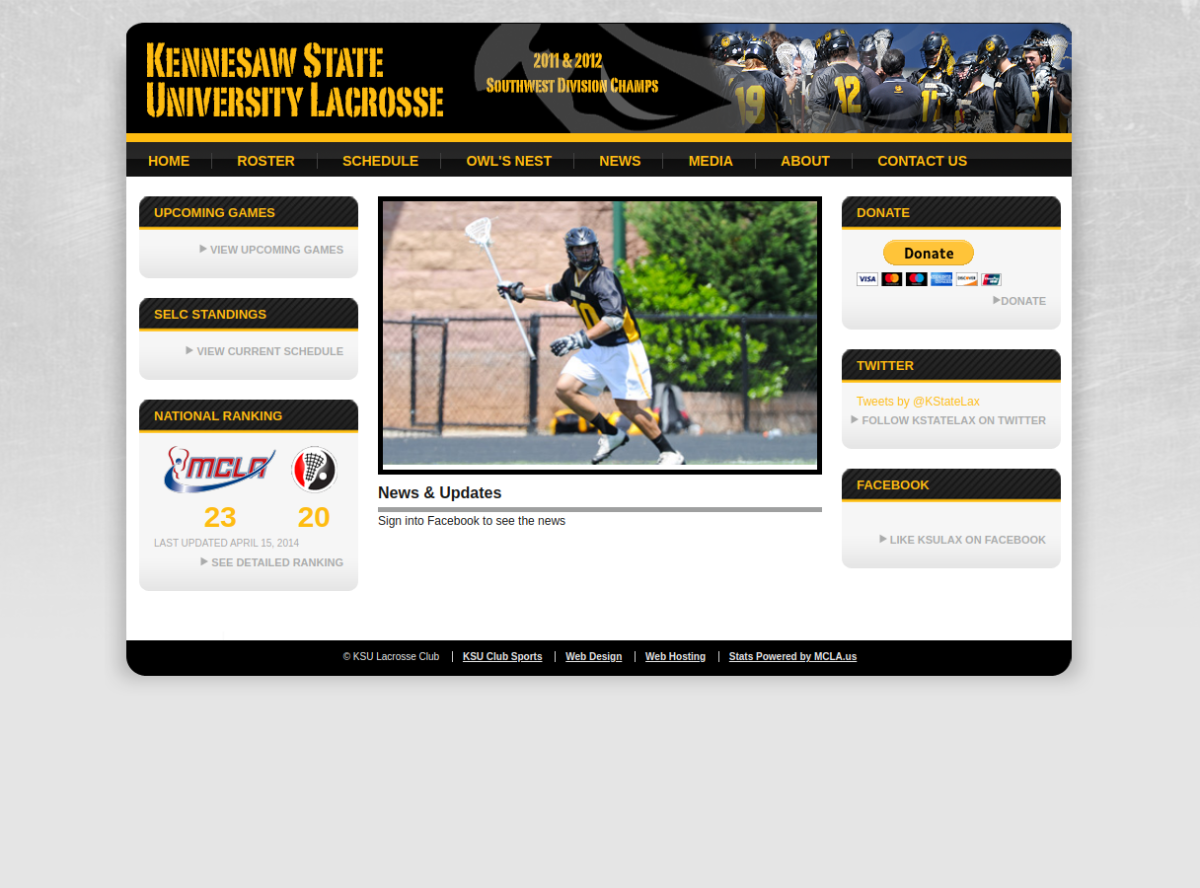 KENNESAW STATE
UNIVERSITY LACROSSE
2011 & 2012
SOUTHWEST DIVISION CHAMPS
19
12
HOME
ROSTER
SCHEDULE
OWL'S NEST
NEWS
MEDIA
ABOUT
CONTACT US
UPCOMING GAMES
VIEW UPCOMING GAMES
SELC STANDINGS
VIEW CURRENT SCHEDULE
NATIONAL RANKING
MCLA
23
20
LAST UPDATED APRIL 15, 2014
SEE DETAILED RANKING
10
News & Updates
Sign into Facebook to see the news
DONATE
Donate
VISA
DONATE
TWITTER
Tweets by @KStateLax
FOLLOW KSTATELAX ON TWITTER
FACEBOOK
LIKE KSULAX ON FACEBOOK
© KSU Lacrosse Club
KSU Club Sports
Web Design
Web Hosting
Stats Powered by MCLA.us